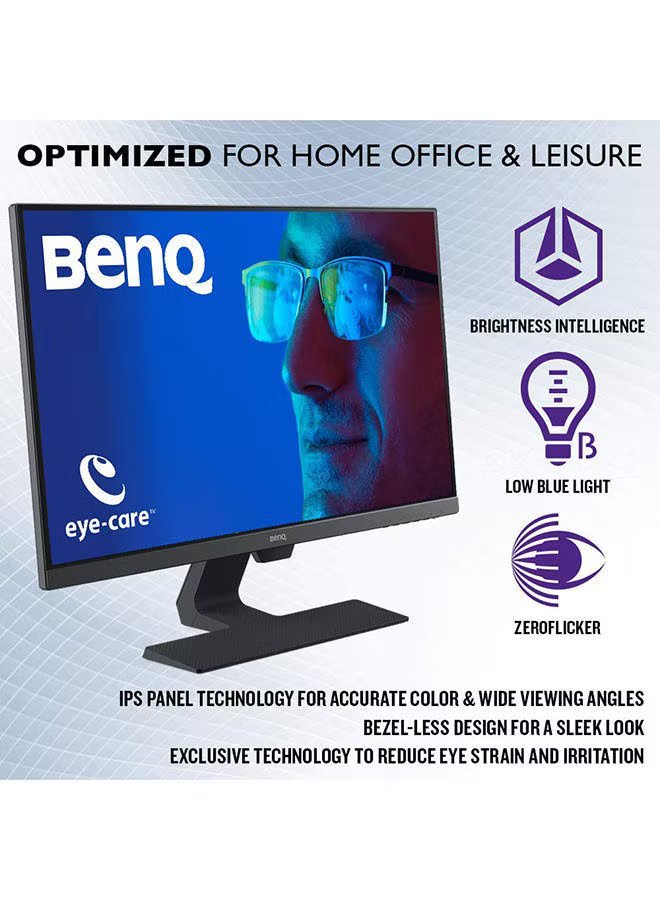 OPTIMIZED FOR HOME OFFICE & LEISURE
BenQ
eye-care™
BenQ
BRIGHTNESS INTELLIGENCE
B
LOW BLUE LIGHT
ZEROFLICKER
IPS PANEL TECHNOLOGY FOR ACCURATE COLOR & WIDE VIEWING ANGLES
BEZEL-LESS DESIGN FOR A SLEEK LOOK
EXCLUSIVE TECHNOLOGY TO REDUCE EYE STRAIN AND IRRITATION